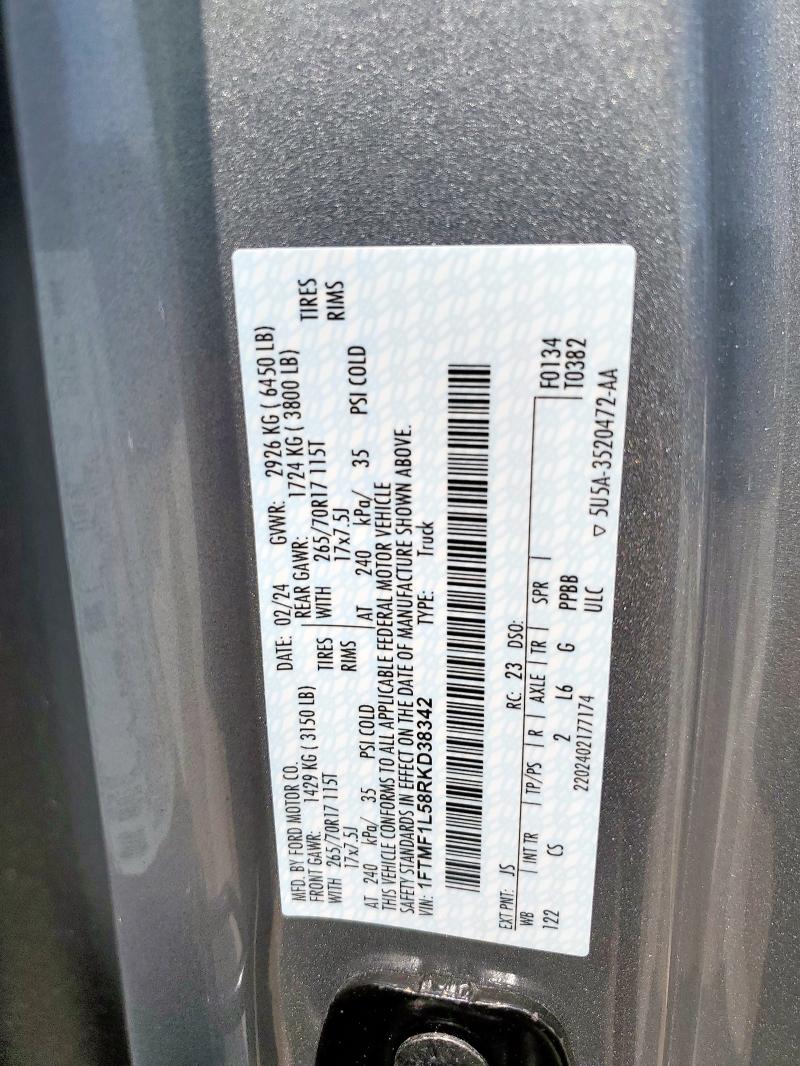 MFD. BY FORD MOTOR CO.
DATE: 02/24 GVWR: 2926 KG ( 6450 LB)
FRONT GAWR: 1429 KG ( 3150 LB) REAR GAWR: 1724 KG ( 3800 LB)
WITH 265/70R17 115T TIRES WITH 265/70R17 115T TIRES
17x7.5J RIMS 17x7.5J RIMS
AT 240 kPa/ 35 PSI COLD AT 240 kPa/ 35 PSI COLD
THIS VEHICLE CONFORMS TO ALL APPLICABLE FEDERAL MOTOR VEHICLE
SAFETY STANDARDS IN EFFECT ON THE DATE OF MANUFACTURE SHOWN ABOVE.
VIN: 1FTMF1L58RKD38342 TYPE: Truck
EXT PNT: JS RC: 23 DSO:
WB INT TR TP/PS R AXLE TR SPR F0134
122 CS 2 L6 G PPBB T0382
2202402177174 ULC
▽ 5U5A-3520472-AA